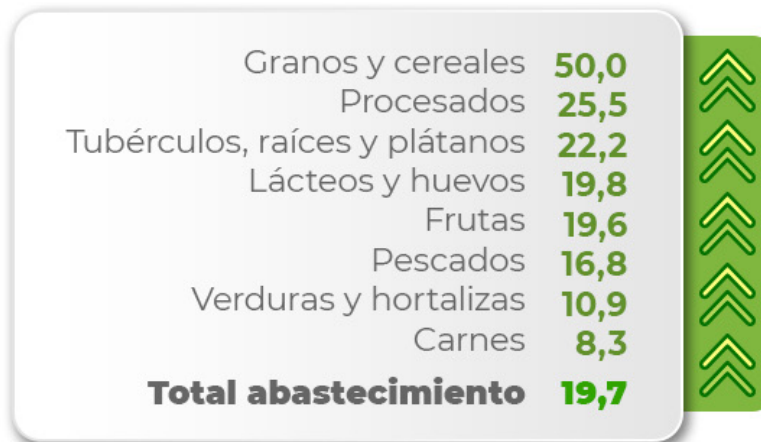 Granos y cereales 50,0
Procesados 25,5
Tubérculos, raíces y plátanos 22,2
Lácteos y huevos 19,8
Frutas 19,6
Pescados 16,8
Verduras y hortalizas 10,9
Carnes 8,3
Total abastecimiento 19,7